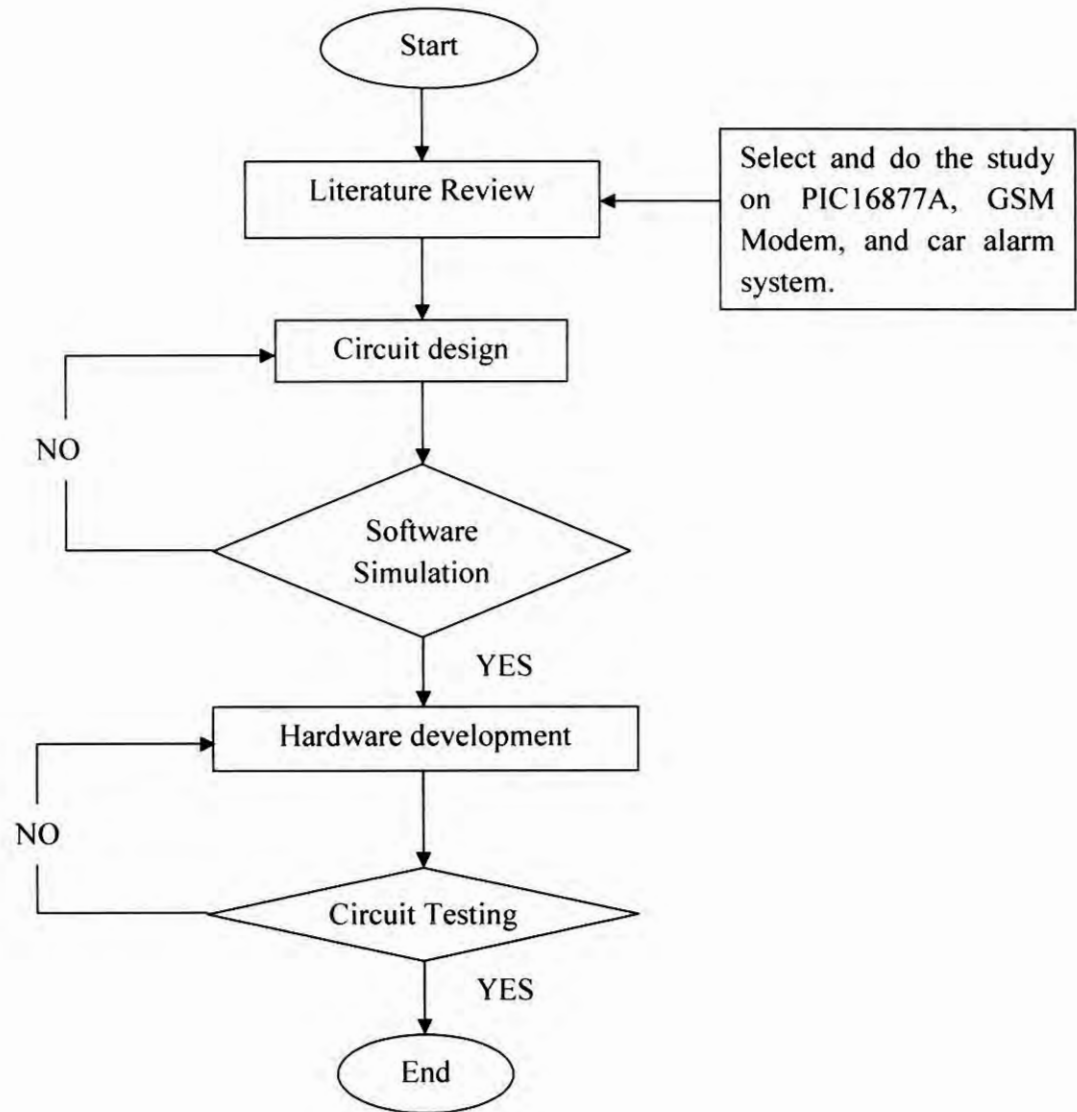 Start
Literature Review
Select and do the study
on PIC16877A, GSM
Modem, and car alarm
system.
Circuit design
NO
Software
Simulation
YES
Hardware development
NO
Circuit Testing
YES
End